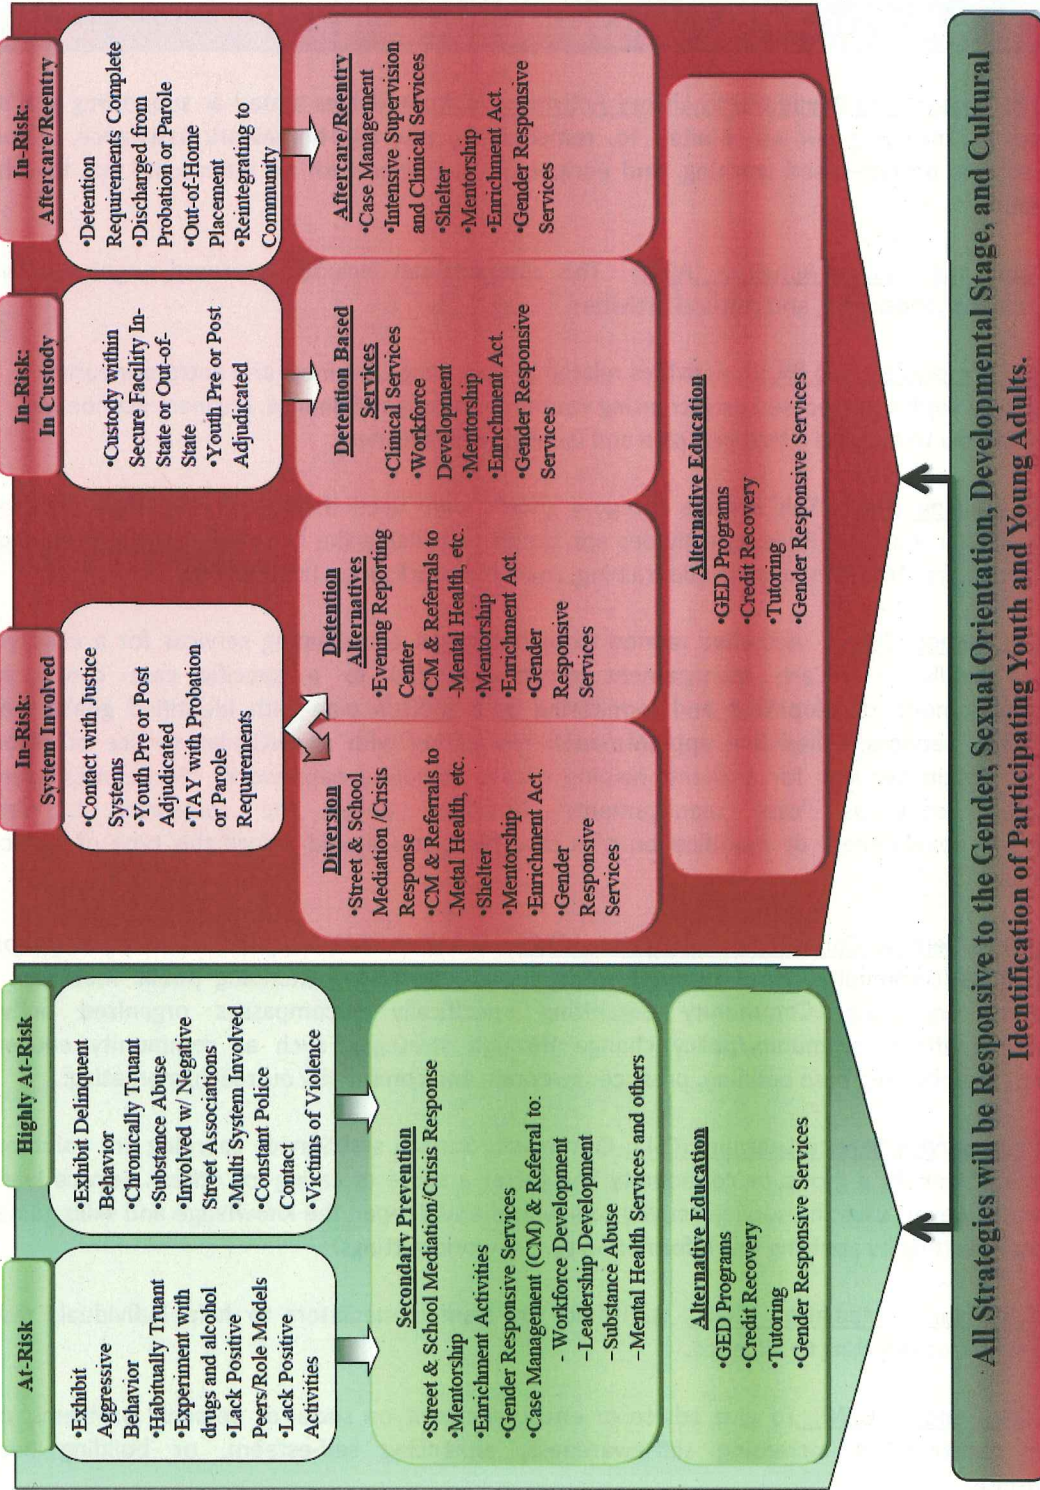 At-Risk
•Exhibit
Aggressive
Behavior
•Habitually Truant
•Experiment with
drugs and alcohol
•Lack Positive
Peers/Role Models
•Lack Positive
Activities
Highly At-Risk
•Exhibit Delinquent
Behavior
•Chronically Truant
•Substance Abuse
•Involved w/ Negative
Street Associations
•Multi System Involved
•Constant Police
Contact
•Victims of Violence
Secondary Prevention
•Street & School Mediation/Crisis Response
•Mentorship
•Enrichment Activities
•Gender Responsive Services
•Case Management (CM) & Referral to:
- Workforce Development
–Leadership Development
–Substance Abuse
–Mental Health Services and others
Alternative Education
•GED Programs
•Credit Recovery
•Tutoring
•Gender Responsive Services
In-Risk:
System Involved
•Contact with Justice
Systems
•Youth Pre or Post
Adjudicated
•TAY with Probation
or Parole
Requirements
Diversion
•Street & School
Mediation /Crisis
Response
•CM & Referrals to
-Metal Health, etc.
•Shelter
•Mentorship
•Enrichment Act.
•Gender
Responsive
Services
Detention
Alternatives
•Evening Reporting
Center
•CM & Referrals to
-Mental Health, etc.
•Mentorship
•Enrichment Act.
•Gender
Responsive
Services
In-Risk:
In Custody
•Custody within
Secure Facility In-
State or Out-of-
State
•Youth Pre or Post
Adjudicated
Detention Based
Services
•Clinical Services
•Workforce
Development
•Mentorship
•Enrichment Act.
•Gender Responsive
Services
In-Risk:
Aftercare/Reentry
•Detention
Requirements Complete
•Discharged from
Probation or Parole
•Out-of-Home
Placement
•Reintegrating to
Community
Aftercare/Reentry
•Case Management
•Intensive Supervision
and Clinical Services
•Shelter
•Mentorship
•Enrichment Act.
•Gender Responsive
Services
Alternative Education
•GED Programs
•Credit Recovery
•Tutoring
•Gender Responsive Services
All Strategies will be Responsive to the Gender, Sexual Orientation, Developmental Stage, and Cultural
Identification of Participating Youth and Young Adults.